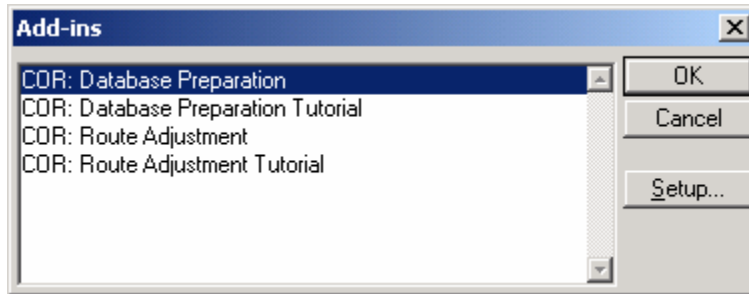 Add-ins
COR: Database Preparation
COR: Database Preparation Tutorial
COR: Route Adjustment
COR: Route Adjustment Tutorial
OK
Cancel
Setup...